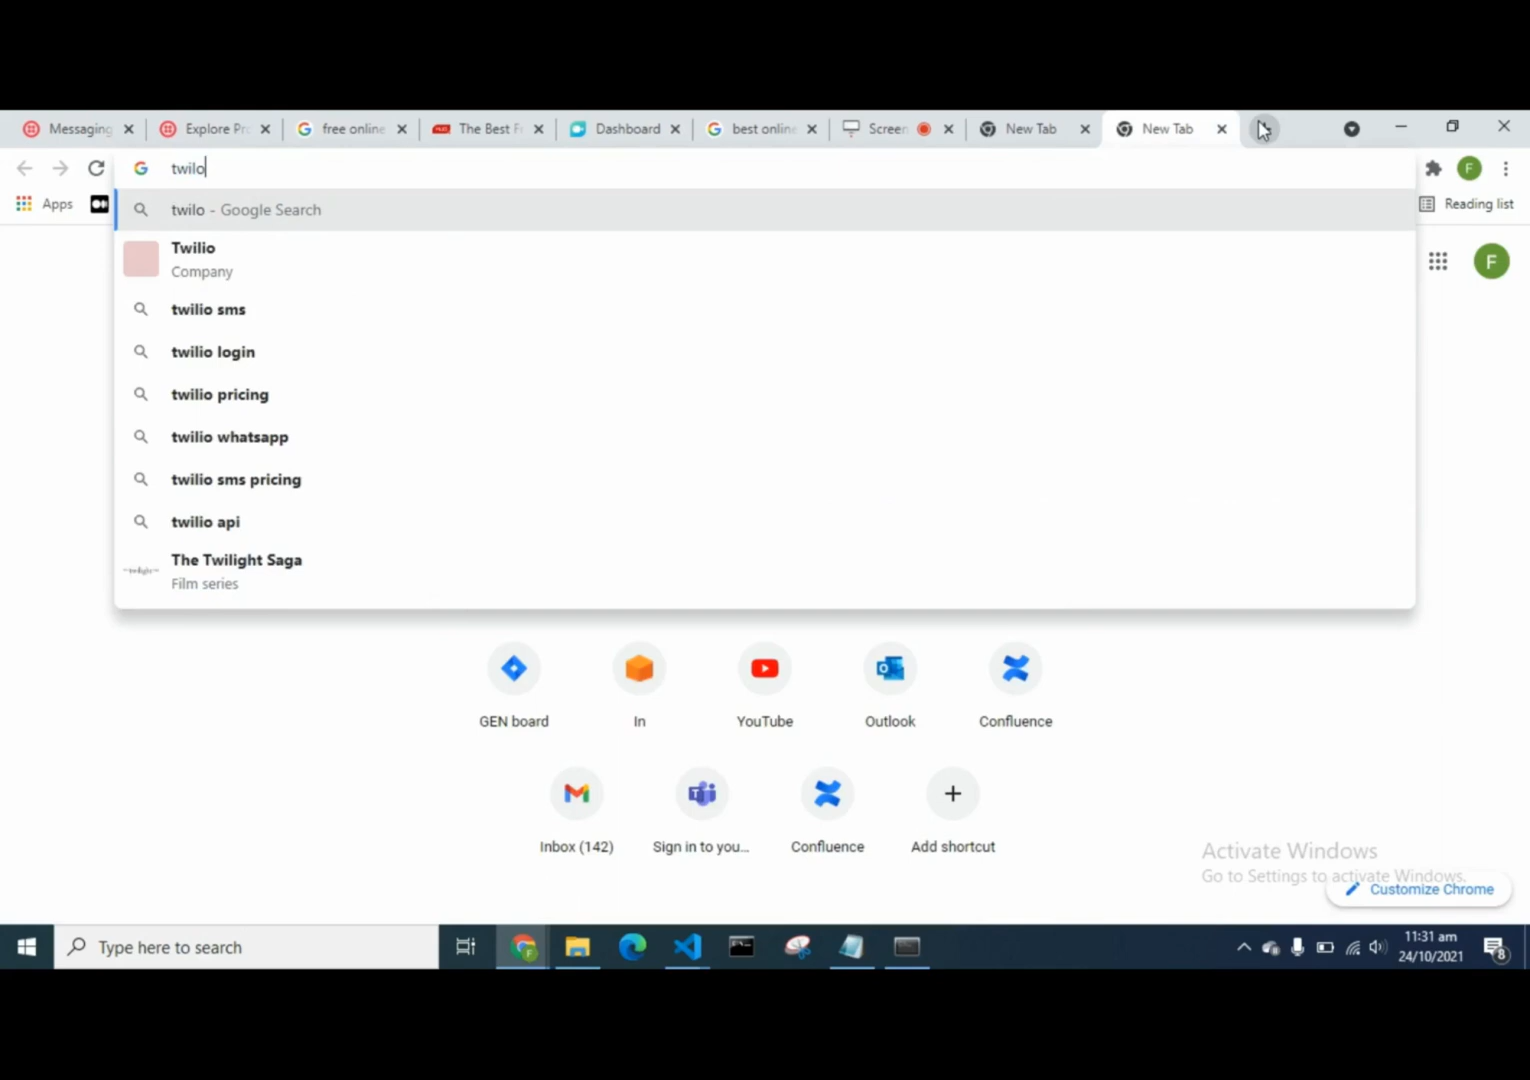 Messaging
Explore Pro
free online
The Best F
Dashboard
best online
Screen
New Tab
New Tab
twilo
Apps
Reading list
twilo - Google Search
Twilio
Company
F
F
twilio sms
twilio login
twilio pricing
twilio whatsapp
twilio sms pricing
twilio api
The Twilight Saga
Film series
GEN board
In
YouTube
Outlook
Confluence
Inbox (142)
Sign in to you...
Confluence
Add shortcut
Activate Windows
Go to Settings to activate Windows.
Customize Chrome
Type here to search
11:31 am
24/10/2021
8